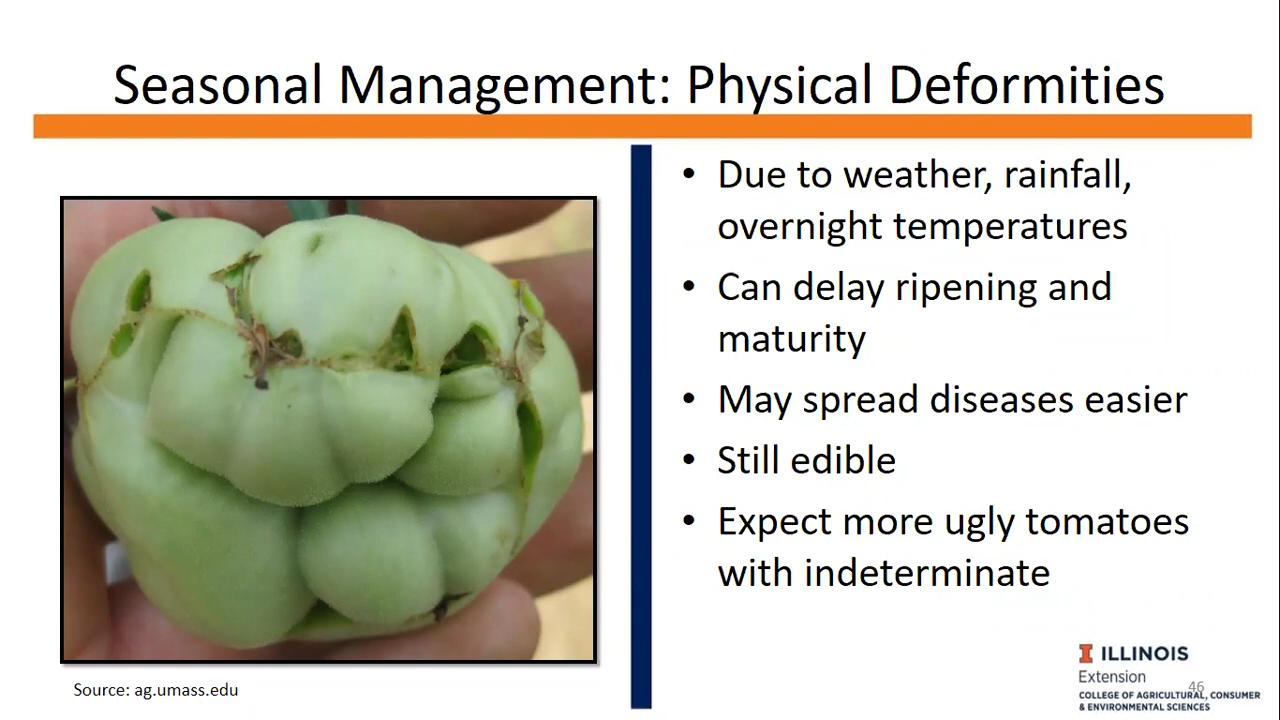 Seasonal Management: Physical Deformities
• Due to weather, rainfall,
overnight temperatures
• Can delay ripening and
maturity
• May spread diseases easier
• Still edible
• Expect more ugly tomatoes
with indeterminate
Source: ag.umass.edu
I ILLINOIS
Extension
46
COLLEGE OF AGRICULTURAL, CONSUMER
& ENVIRONMENTAL SCIENCES